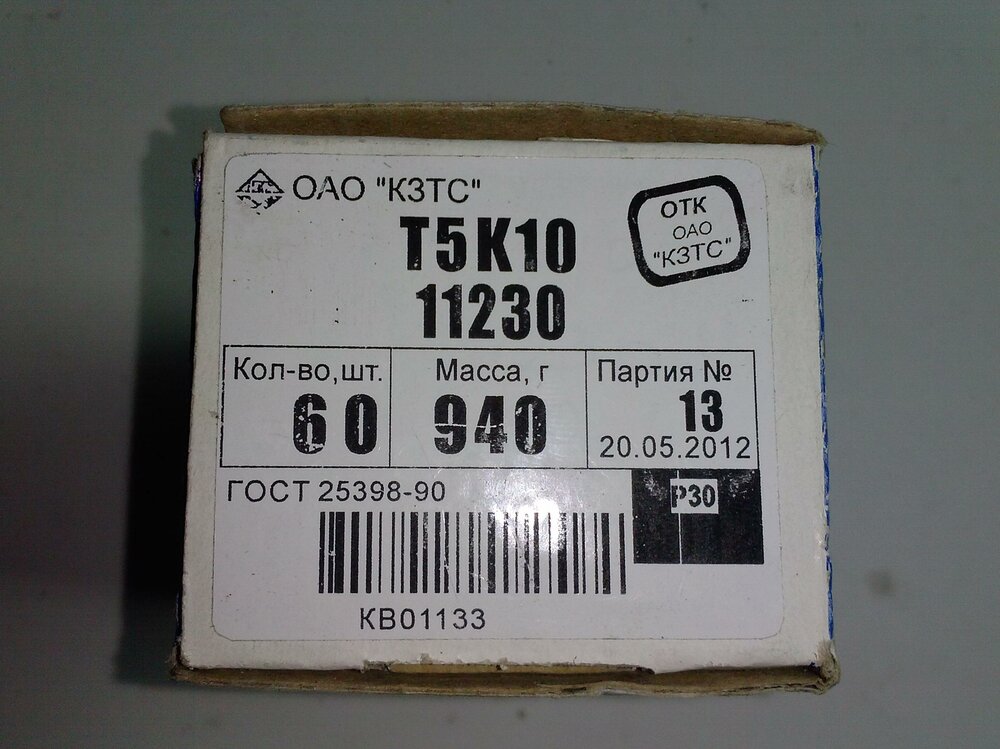 ОАО "КЗТС"
ОТК
ОАО
"КЗТС"
Т5К10
11230
Кол-во,шт.
60
Масса, г
940
Партия №
13
20.05.2012
ГОСТ 25398-90
Р30
КВ01133